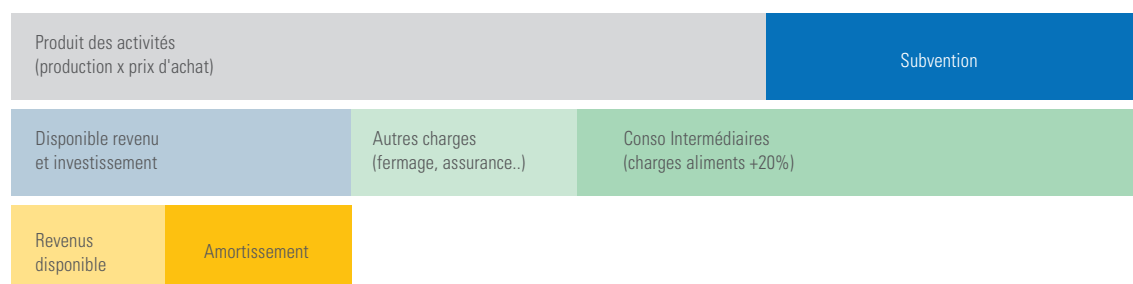 Produit des activités
(production x prix d'achat)
Subvention
Disponible revenu
et investissement
Autres charges
(fermage, assurance..)
Conso Intermédiaires
(charges aliments +20%)
Revenus
disponible
Amortissement